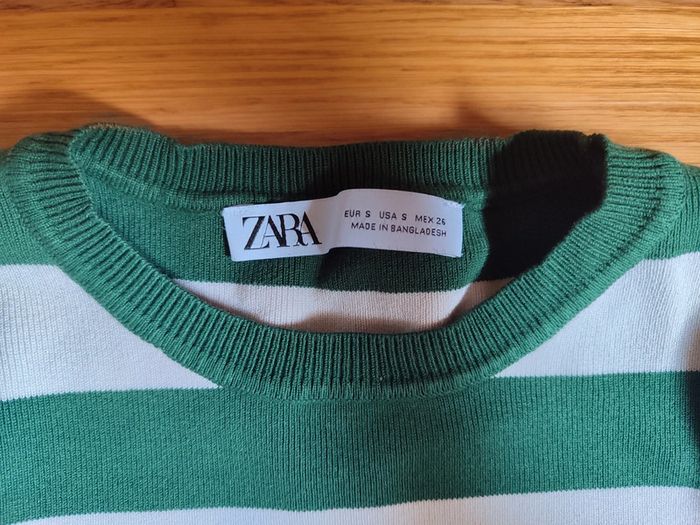 ZARA
EUR S USA S MEX 26
MADE IN BANGLADESH